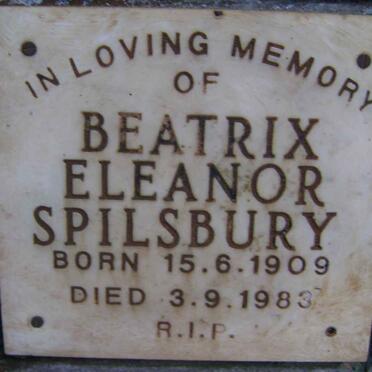 IN LOVING MEMORY
OF
BEATRIX
ELEANOR
SPILSBURY
BORN 15.6.1909
DIED 3.9.1983
R.I.P.